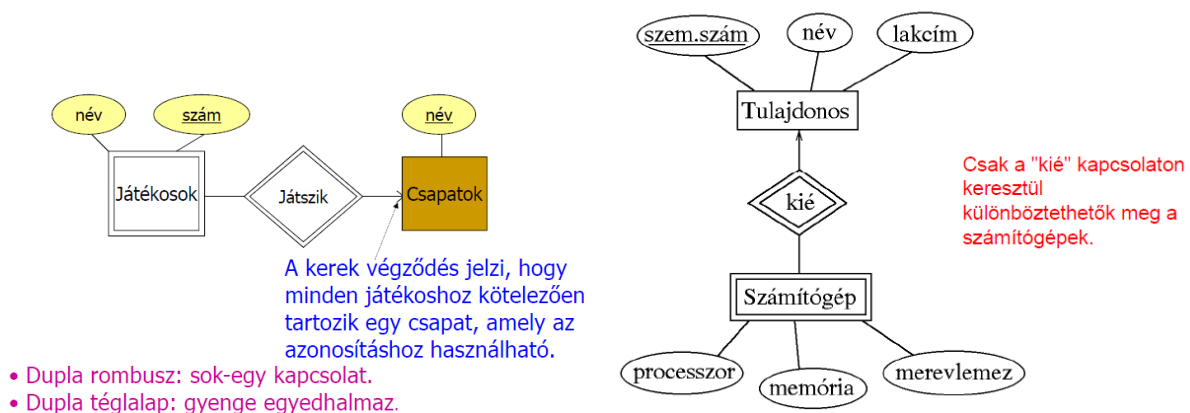 név
szám
név
Játékosok
Játszik
Csapatok
A kerek végződés jelzi, hogy
minden játékoshoz kötelezően
tartozik egy csapat, amely az
azonosításhoz használható.
• Dupla rombusz: sok-egy kapcsolat.
• Dupla téglalap: gyenge egyedhalmaz.
szem.szám
név
lakcím
Tulajdonos
kié
Számítógép
processzor
memória
merevlemez
Csak a "kié" kapcsolaton
keresztül
különböztethetők meg a
számítógépek.